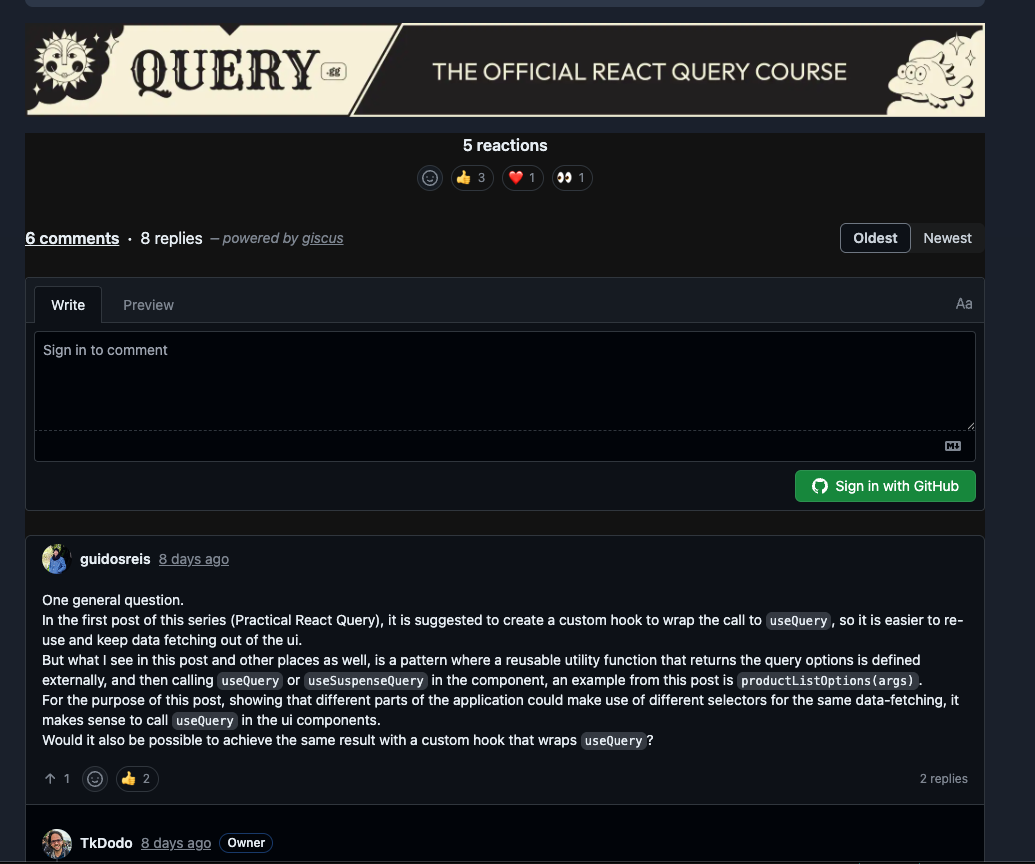 QUERY .gg THE OFFICIAL REACT QUERY COURSE
5 reactions
👍 3 ❤️ 1 👀 1
6 comments · 8 replies – powered by giscus Oldest Newest
Write Preview Aa
Sign in to comment
Sign in with GitHub
guidosreis 8 days ago
One general question.
In the first post of this series (Practical React Query), it is suggested to create a custom hook to wrap the call to useQuery, so it is easier to re-
use and keep data fetching out of the ui.
But what I see in this post and other places as well, is a pattern where a reusable utility function that returns the query options is defined
externally, and then calling useQuery or useSuspenseQuery in the component, an example from this post is productListOptions(args).
For the purpose of this post, showing that different parts of the application could make use of different selectors for the same data-fetching, it
makes sense to call useQuery in the ui components.
Would it also be possible to achieve the same result with a custom hook that wraps useQuery?
↑ 1 👍 2 2 replies
TkDodo 8 days ago Owner